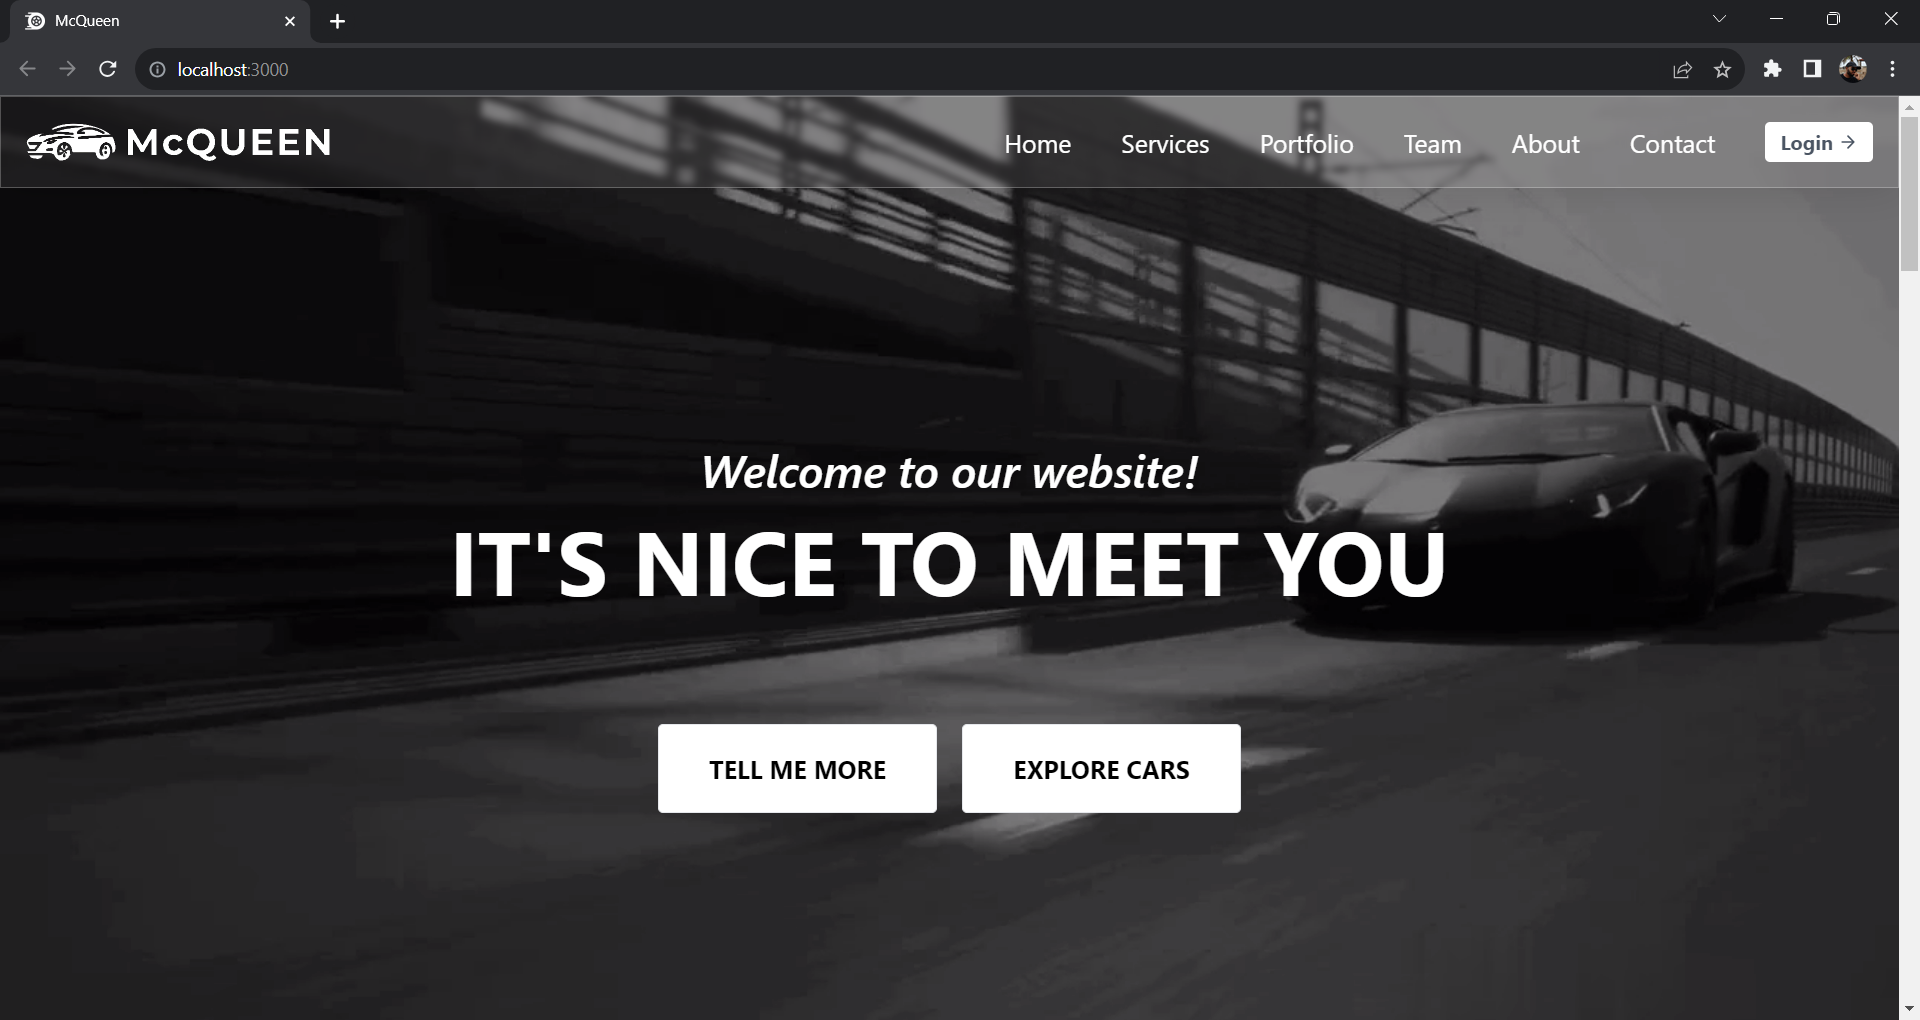 McQueen
localhost:3000
McQUEEN
Home Services Portfolio Team About Contact Login →
Welcome to our website!
IT'S NICE TO MEET YOU
TELL ME MORE EXPLORE CARS